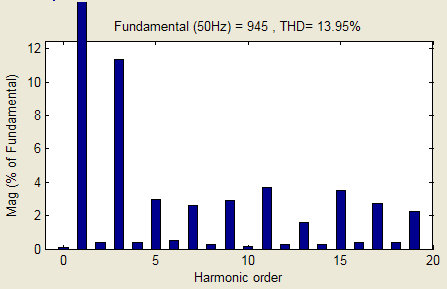 Fundamental (50Hz) = 945 , THD= 13.95%
Mag (% of Fundamental)
12
10
8
6
4
2
0
0 5 10 15 20
Harmonic order